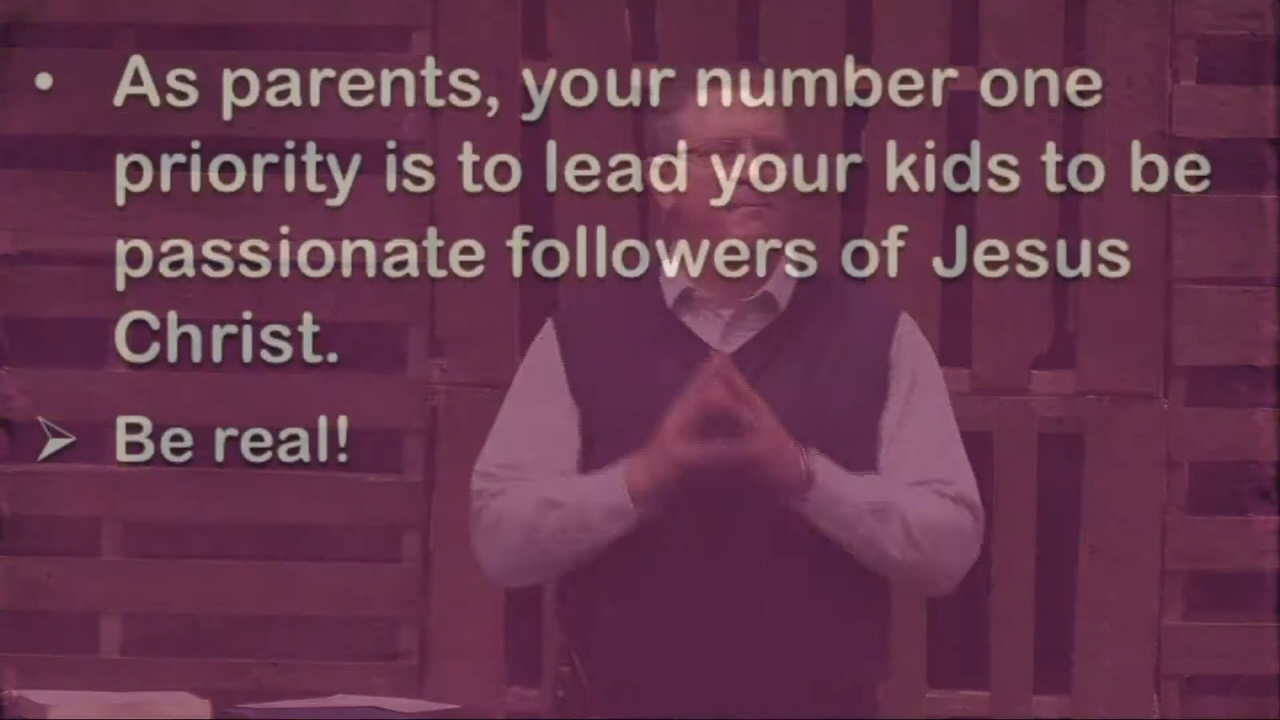 • As parents, your number one
priority is to lead your kids to be
passionate followers of Jesus
Christ.
➢ Be real!